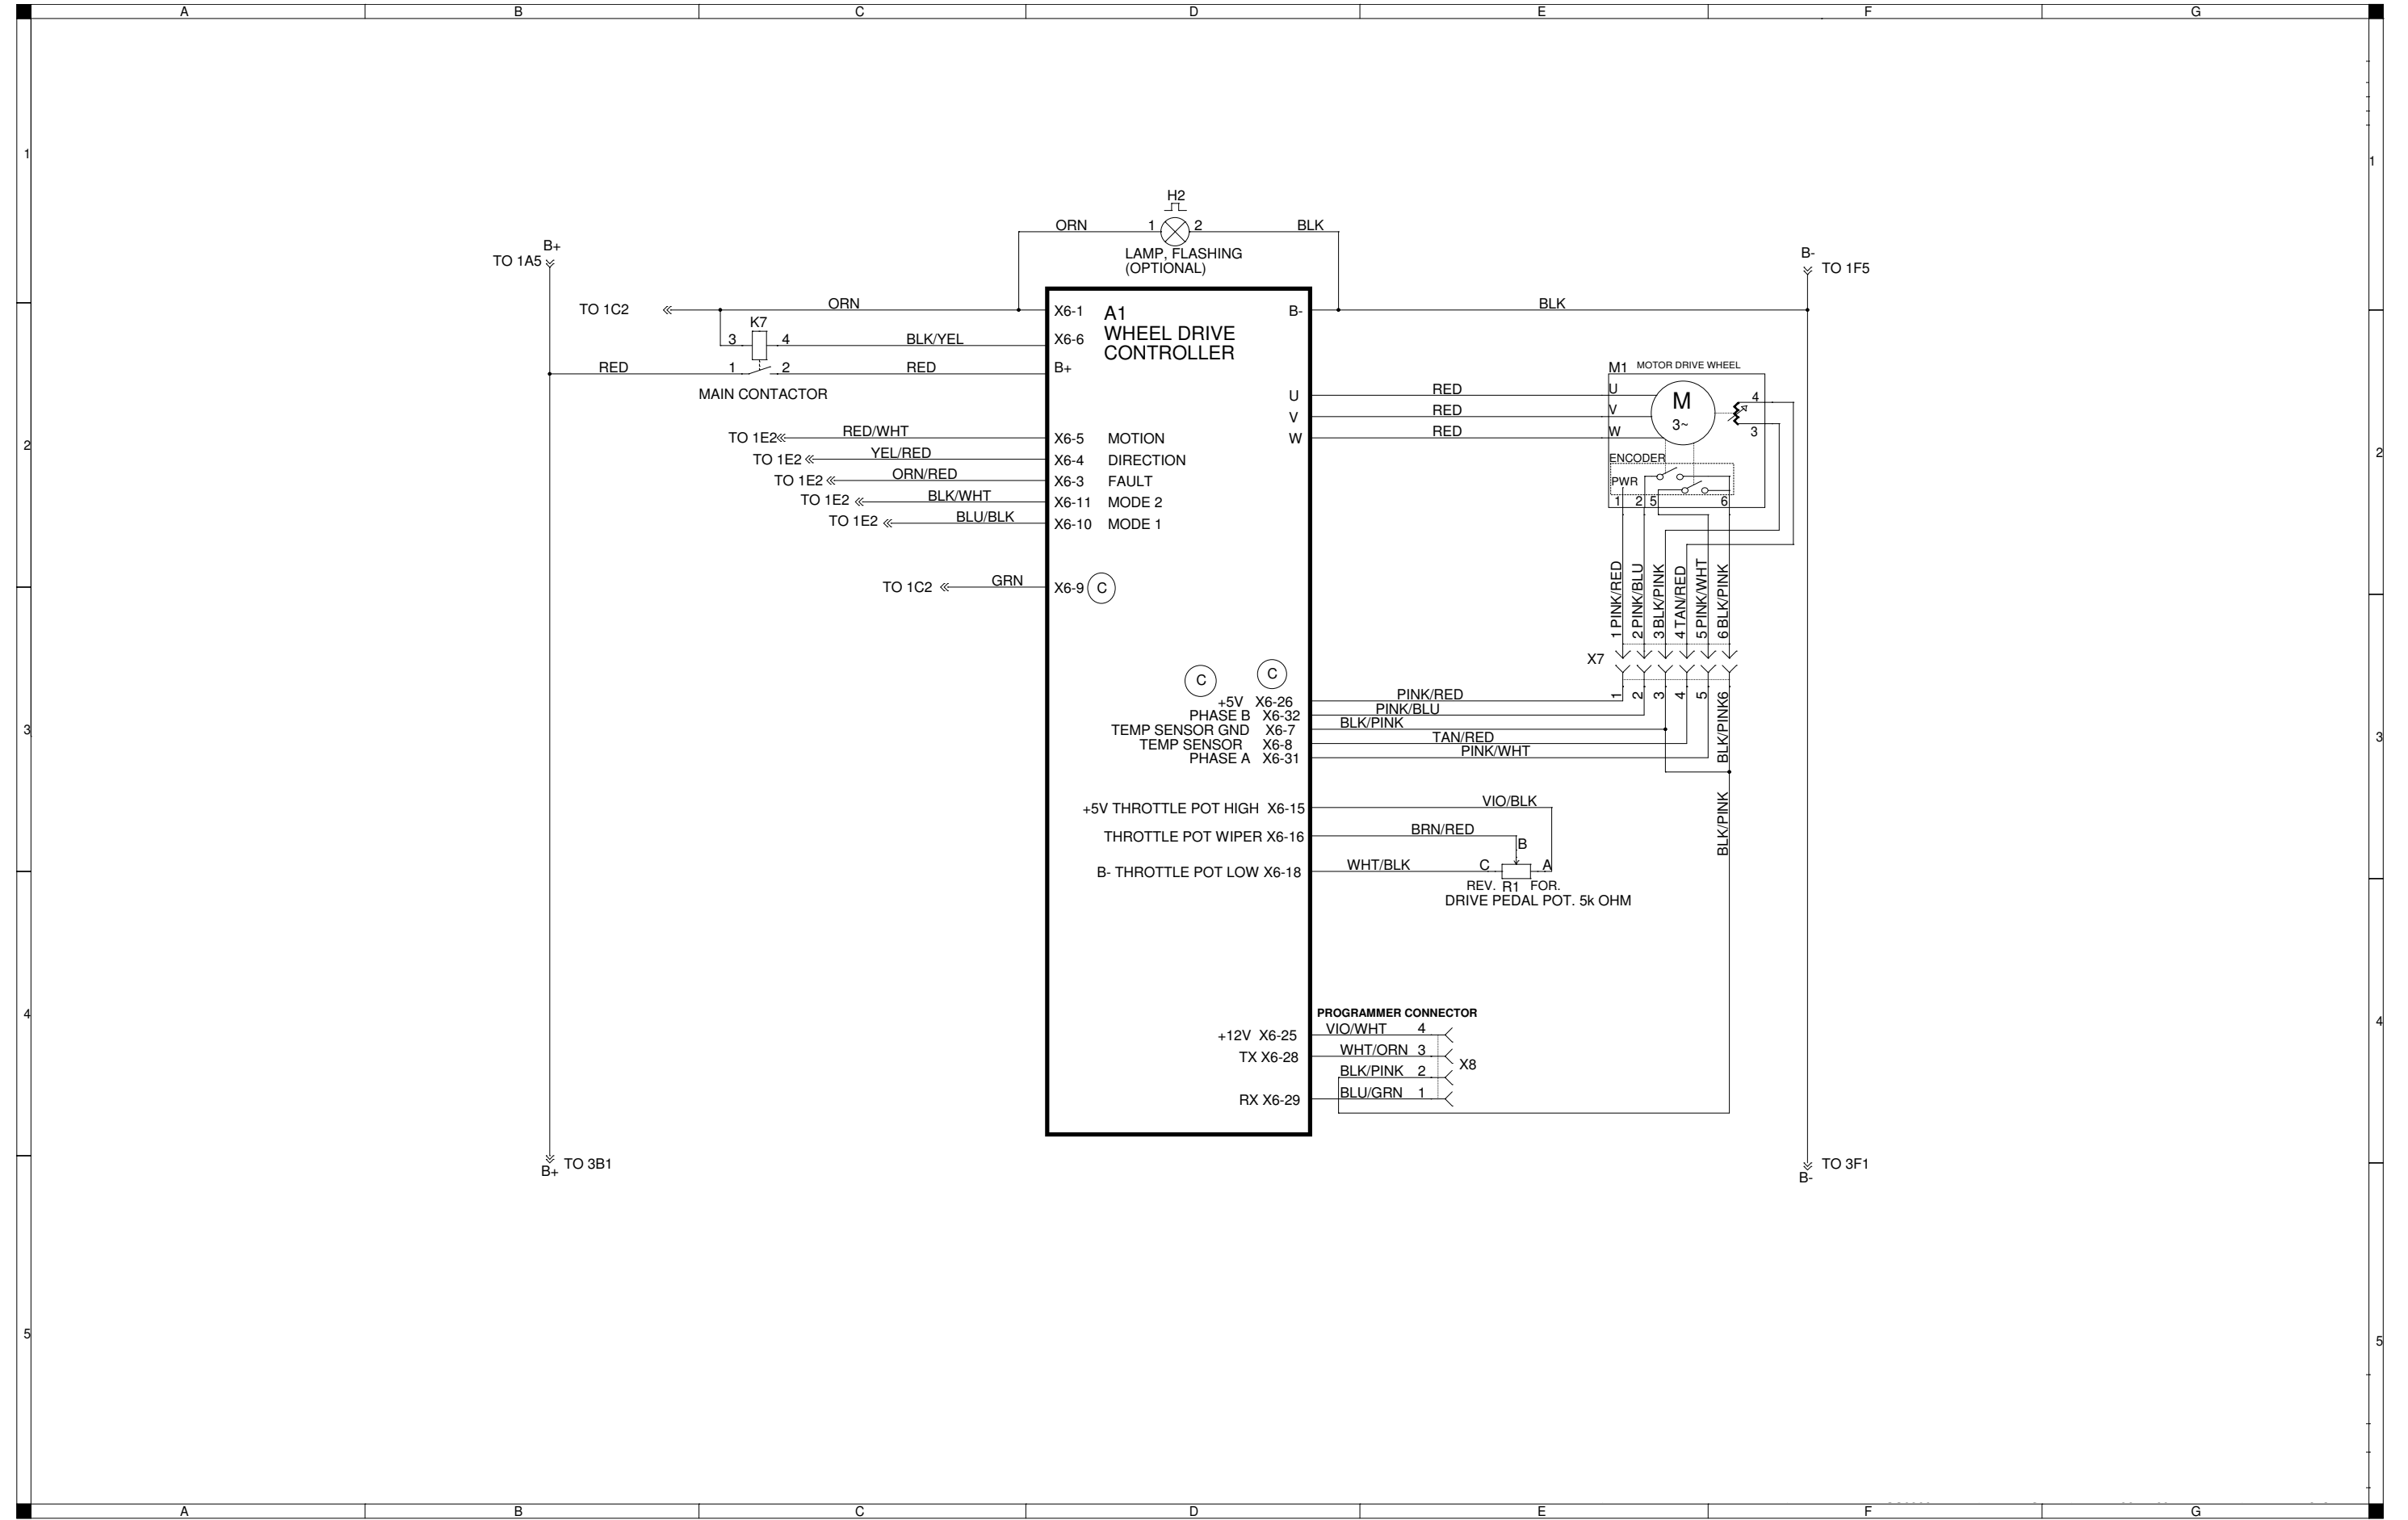 A B C D E F G
1
1
H2
ORN 1 2 BLK
LAMP, FLASHING
(OPTIONAL)
B+
TO 1A5
B-
TO 1F5
TO 1C2 ORN X6-1 A1 B- BLK
K7
3 4 BLK/YEL X6-6 WHEEL DRIVE
CONTROLLER
RED 1 2 RED B+
MAIN CONTACTOR
M1 MOTOR DRIVE WHEEL
U RED U
V RED V
W RED W
M
3~
4
3
ENCODER
PWR
1 2 5 6
2
2
TO 1E2 RED/WHT X6-5 MOTION
TO 1E2 YEL/RED X6-4 DIRECTION
TO 1E2 ORN/RED X6-3 FAULT
TO 1E2 BLK/WHT X6-11 MODE 2
TO 1E2 BLU/BLK X6-10 MODE 1
TO 1C2 GRN X6-9 C
1 PINK/RED
2 PINK/BLU
3 BLK/PINK
4 TAN/RED
5 PINK/WHT
6 BLK/PINK
X7
1 2 3 4 5 BLK/PINK6
C C
+5V X6-26 PINK/RED
PHASE B X6-32 PINK/BLU
TEMP SENSOR GND X6-7 BLK/PINK
TEMP SENSOR X6-8 TAN/RED
PHASE A X6-31 PINK/WHT
3
3
+5V THROTTLE POT HIGH X6-15 VIO/BLK
THROTTLE POT WIPER X6-16 BRN/RED
B
B- THROTTLE POT LOW X6-18 WHT/BLK C A
REV. R1 FOR.
DRIVE PEDAL POT. 5k OHM
BLK/PINK
4
4
PROGRAMMER CONNECTOR
+12V X6-25 VIO/WHT 4
TX X6-28 WHT/ORN 3
X8
BLK/PINK 2
RX X6-29 BLU/GRN 1
B+ TO 3B1
TO 3F1
B-
5
5
A B C D E F G